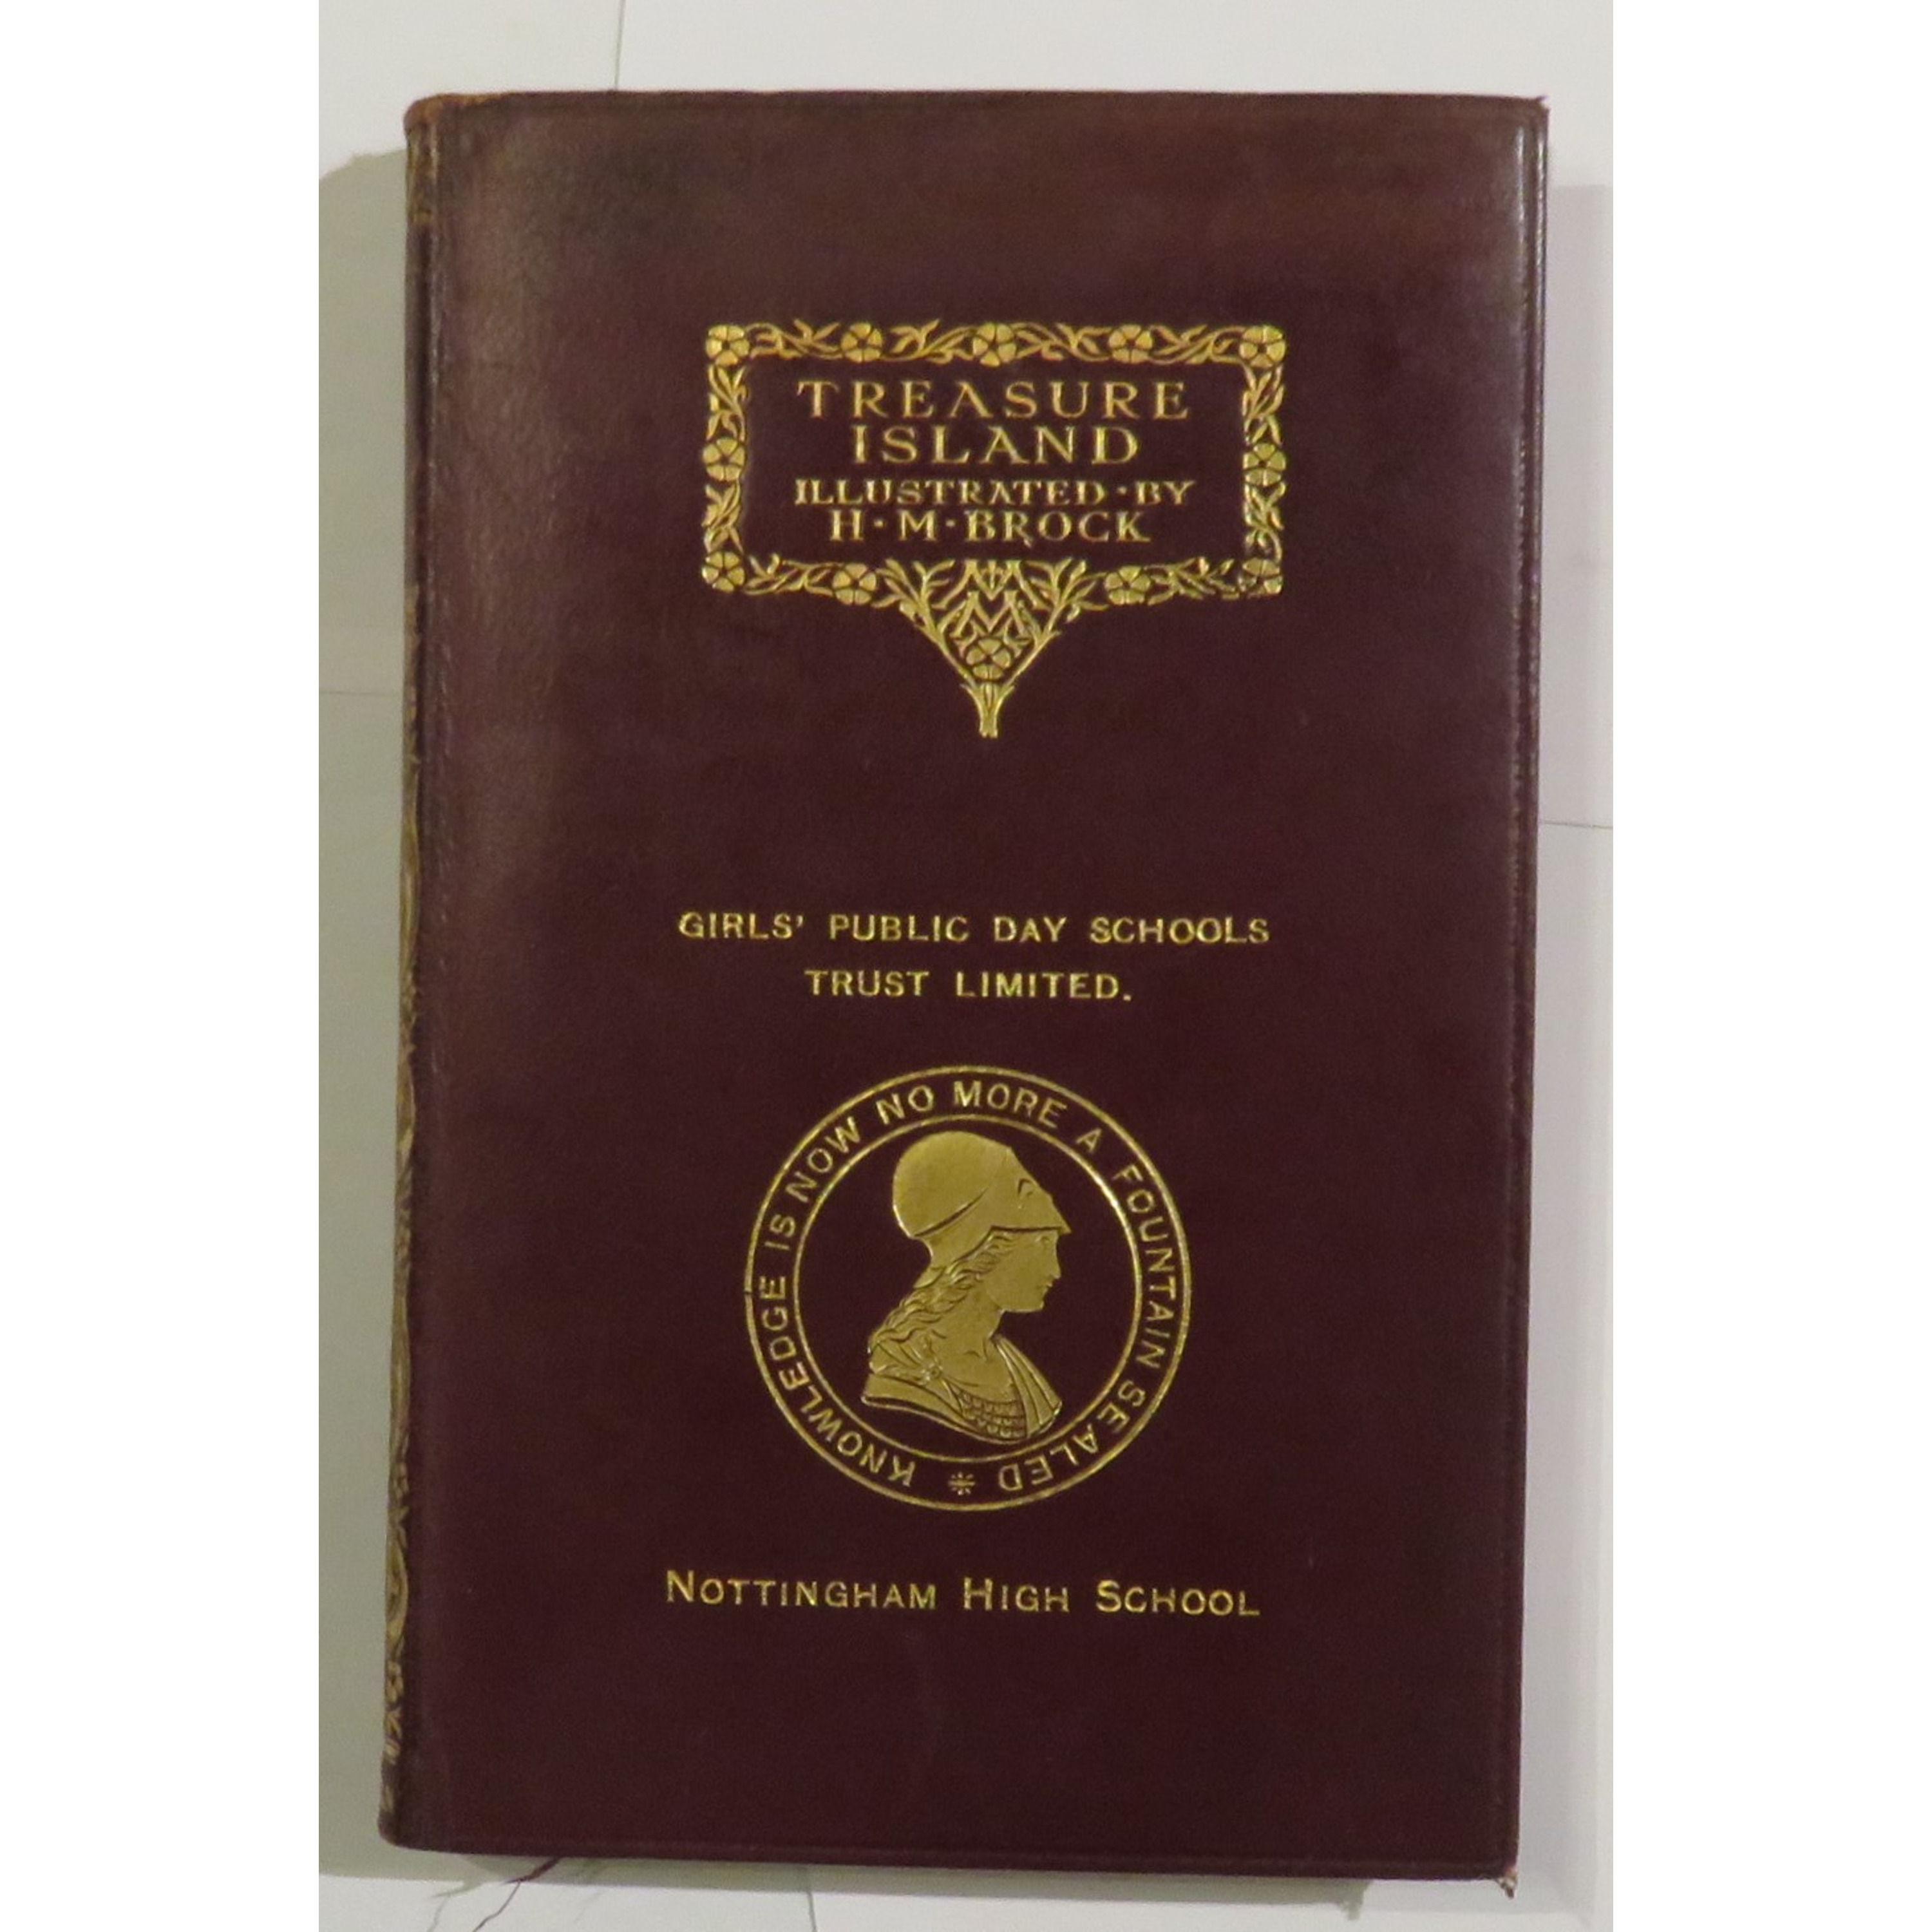 TREASURE
ISLAND
ILLUSTRATED·BY
H·M·BROCK
GIRLS' PUBLIC DAY SCHOOLS
TRUST LIMITED.
KNOWLEDGE IS NOW NO MORE A FOUNTAIN SEALED
NOTTINGHAM HIGH SCHOOL